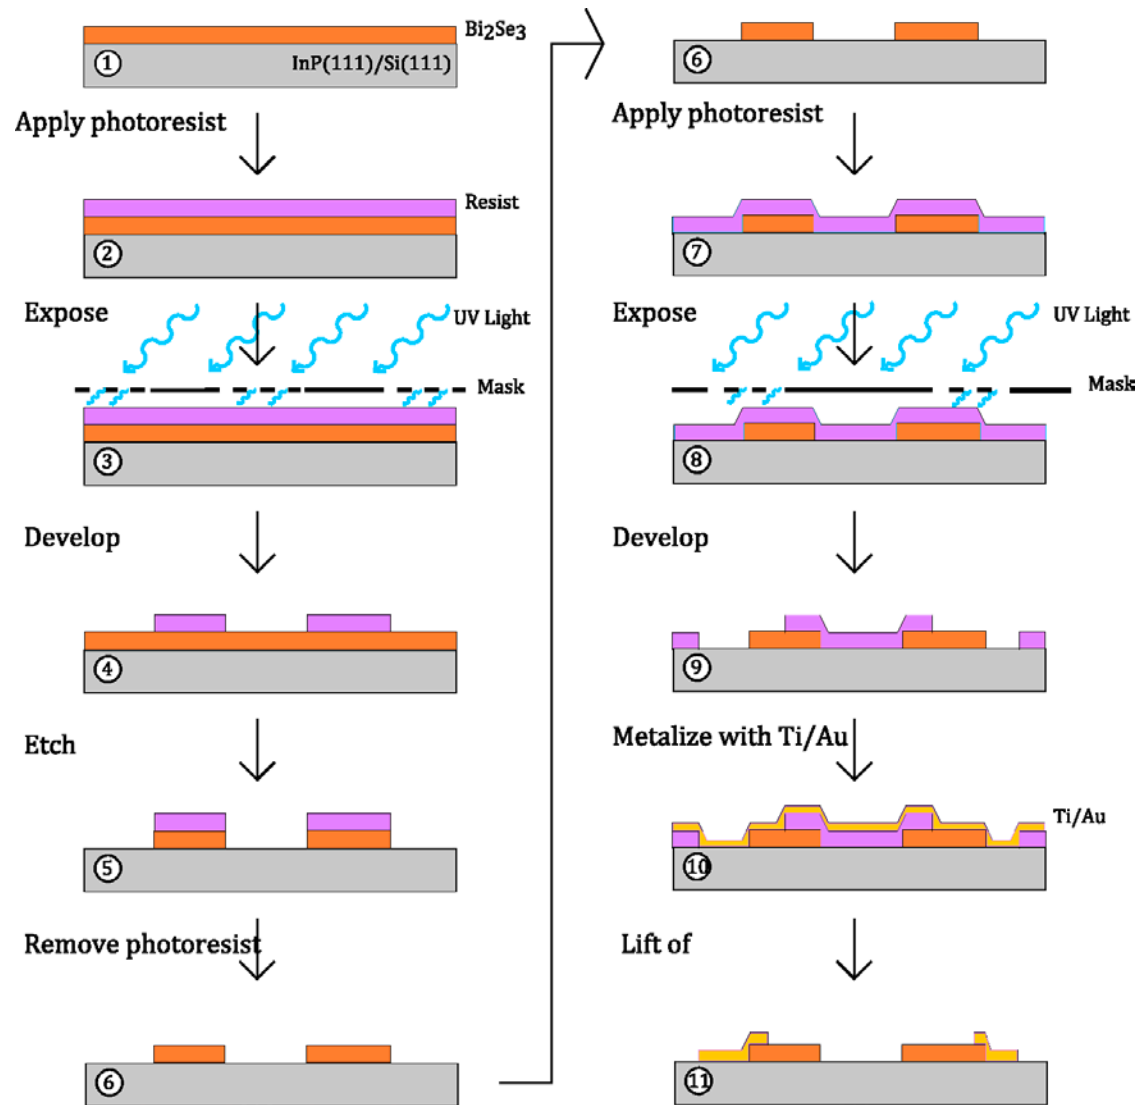 Bi2Se3
InP(111)/Si(111)
1
Apply photoresist
Resist
2
Expose
UV Light
Mask
3
Develop
4
Etch
5
Remove photoresist
6
6
Apply photoresist
7
Expose
UV Light
Mask
8
Develop
9
Metalize with Ti/Au
Ti/Au
10
Lift of
11